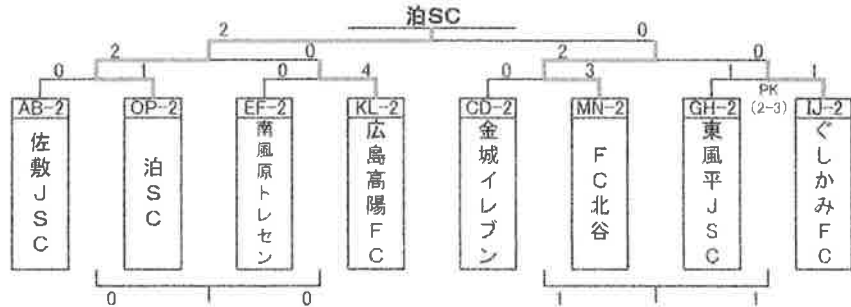 泊SC
2 0
2 0 2 0
0 1 0 4 0 3 1 1
PK
(2-3)
AB-2 OP-2 EF-2 KL-2 CD-2 MN-2 GH-2 IJ-2
佐敷JSC
泊SC
南風原トレセン
広島高陽FC
金城イレブン
FC北谷
東風平JSC
ぐしかみFC
0 0 1 1